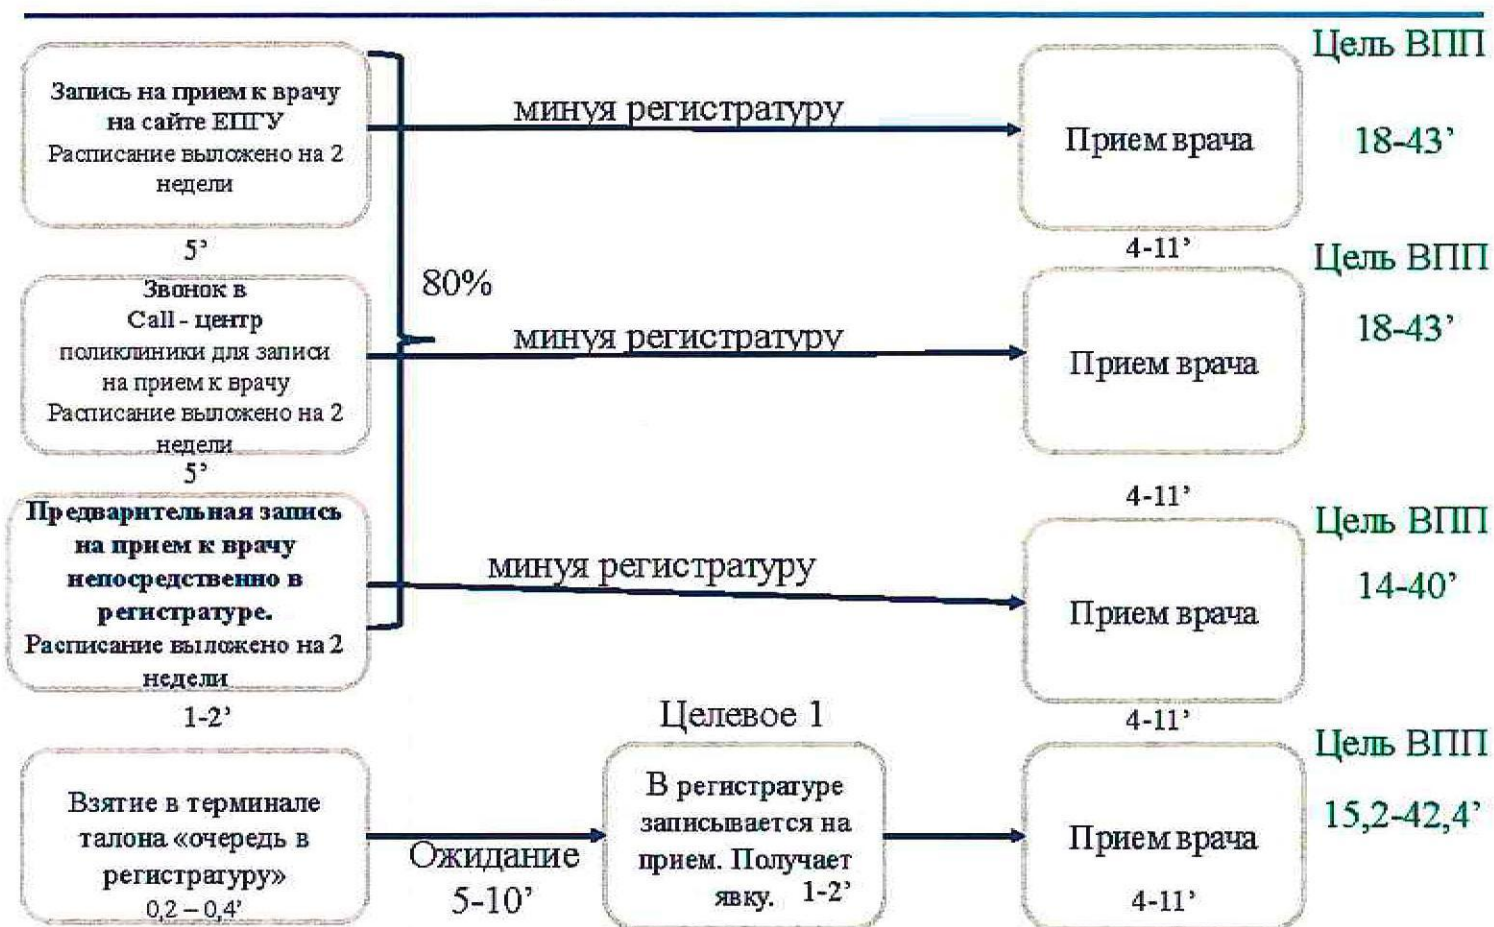 Запись на прием к врачу
на сайте ЕПГУ
Расписание выложено на 2
недели
5’
минуя регистратуру
Прием врача
4-11’
Цель ВПП
18-43’
Звонок в
Call - центр
поликлиники для записи
на прием к врачу
Расписание выложено на 2
недели
5’
80%
минуя регистратуру
Прием врача
4-11’
Цель ВПП
18-43’
Предварительная запись
на прием к врачу
непосредственно в
регистратуре.
Расписание выложено на 2
недели
1-2’
минуя регистратуру
Прием врача
4-11’
Цель ВПП
14-40’
Взятие в терминале
талона «очередь в
регистратуру»
0,2 – 0,4’
Ожидание
5-10’
Целевое 1
В регистратуре
записывается на
прием. Получает
явку. 1-2’
Прием врача
4-11’
Цель ВПП
15,2-42,4’